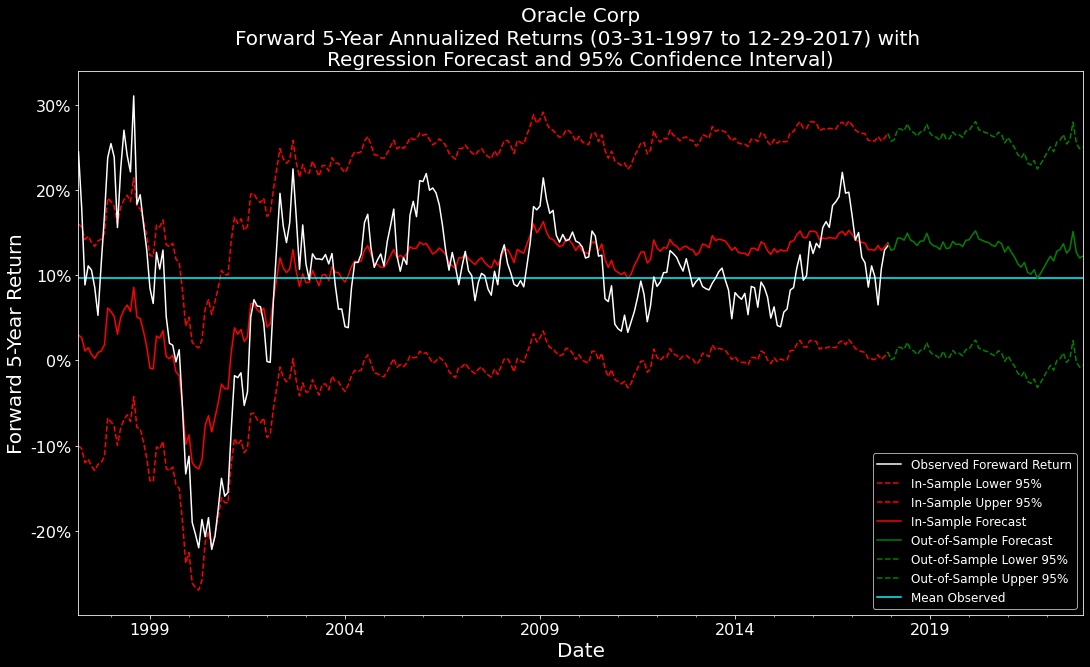 Oracle Corp
Forward 5-Year Annualized Returns (03-31-1997 to 12-29-2017) with
Regression Forecast and 95% Confidence Interval)
Forward 5-Year Return
30%
20%
10%
0%
-10%
-20%
Observed Foreward Return
In-Sample Lower 95%
In-Sample Upper 95%
In-Sample Forecast
Out-of-Sample Forecast
Out-of-Sample Lower 95%
Out-of-Sample Upper 95%
Mean Observed
1999
2004
2009
2014
2019
Date